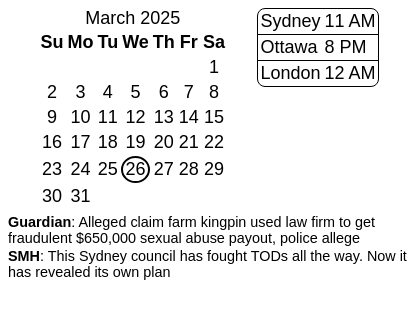 March 2025
Su Mo Tu We Th Fr Sa
1
2 3 4 5 6 7 8
9 10 11 12 13 14 15
16 17 18 19 20 21 22
23 24 25 26 27 28 29
30 31
Sydney 11 AM
Ottawa 8 PM
London 12 AM
Guardian: Alleged claim farm kingpin used law firm to get
fraudulent $650,000 sexual abuse payout, police allege
SMH: This Sydney council has fought TODs all the way. Now it
has revealed its own plan